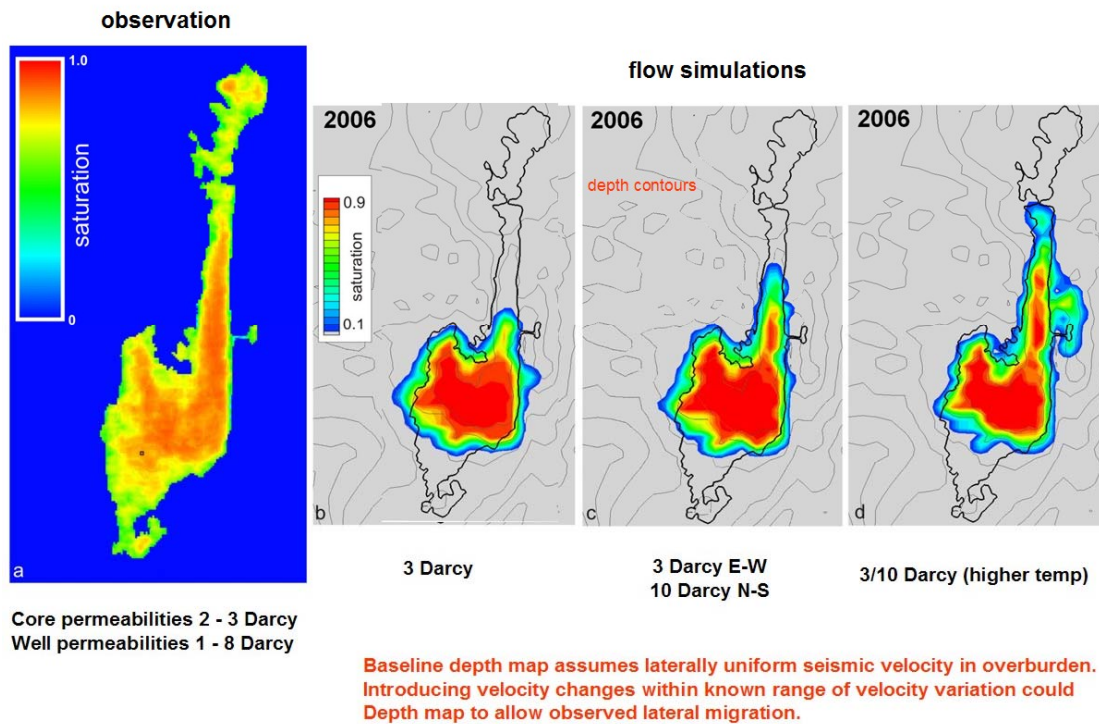 observation
1.0
saturation
0
a
Core permeabilities 2 - 3 Darcy
Well permeabilities 1 - 8 Darcy
flow simulations
2006
0.9
saturation
0.1
b
3 Darcy
2006
depth contours
c
3 Darcy E-W
10 Darcy N-S
2006
d
3/10 Darcy (higher temp)
Baseline depth map assumes laterally uniform seismic velocity in overburden.
Introducing velocity changes within known range of velocity variation could
Depth map to allow observed lateral migration.